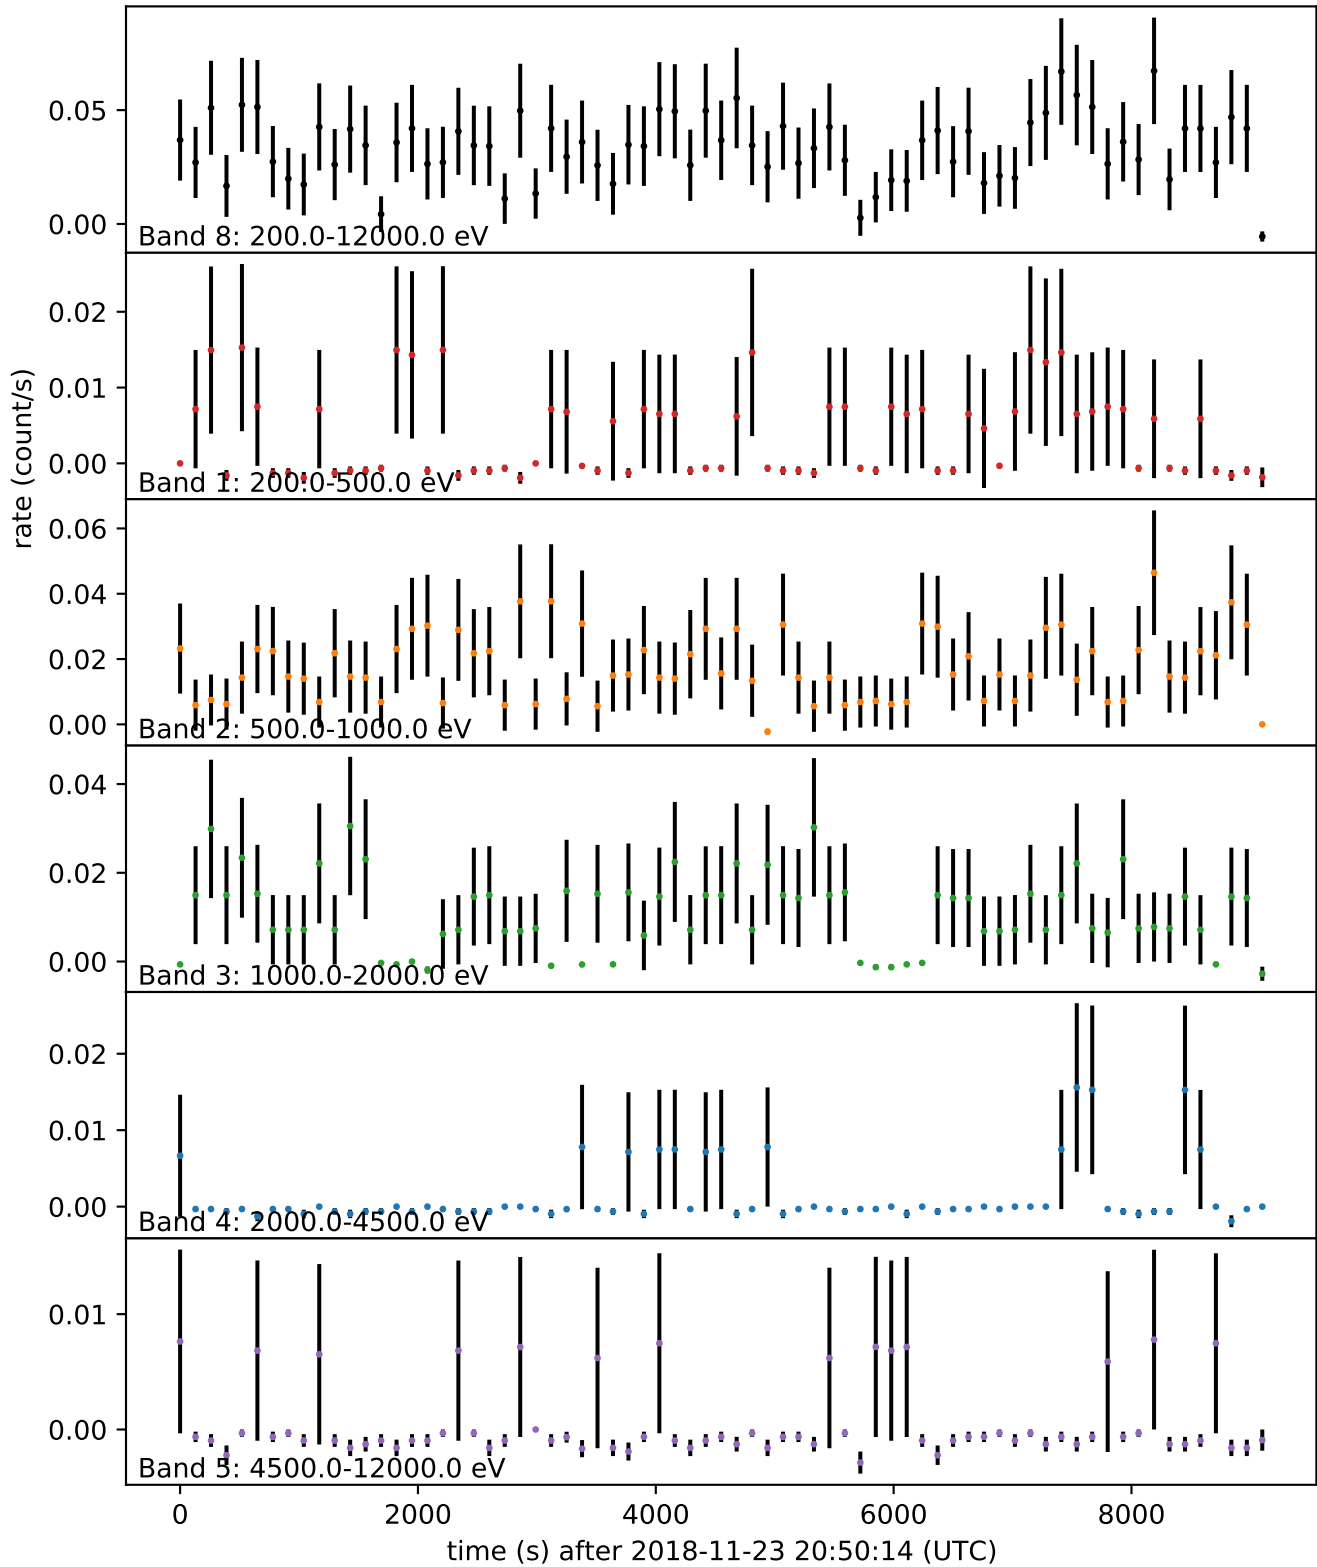 0.05
0.00
Band 8: 200.0-12000.0 eV
0.02
0.01
0.00
Band 1: 200.0-500.0 eV
rate (count/s)
0.06
0.04
0.02
0.00
Band 2: 500.0-1000.0 eV
0.04
0.02
0.00
Band 3: 1000.0-2000.0 eV
0.02
0.01
0.00
Band 4: 2000.0-4500.0 eV
0.01
0.00
Band 5: 4500.0-12000.0 eV
0 2000 4000 6000 8000
time (s) after 2018-11-23 20:50:14 (UTC)